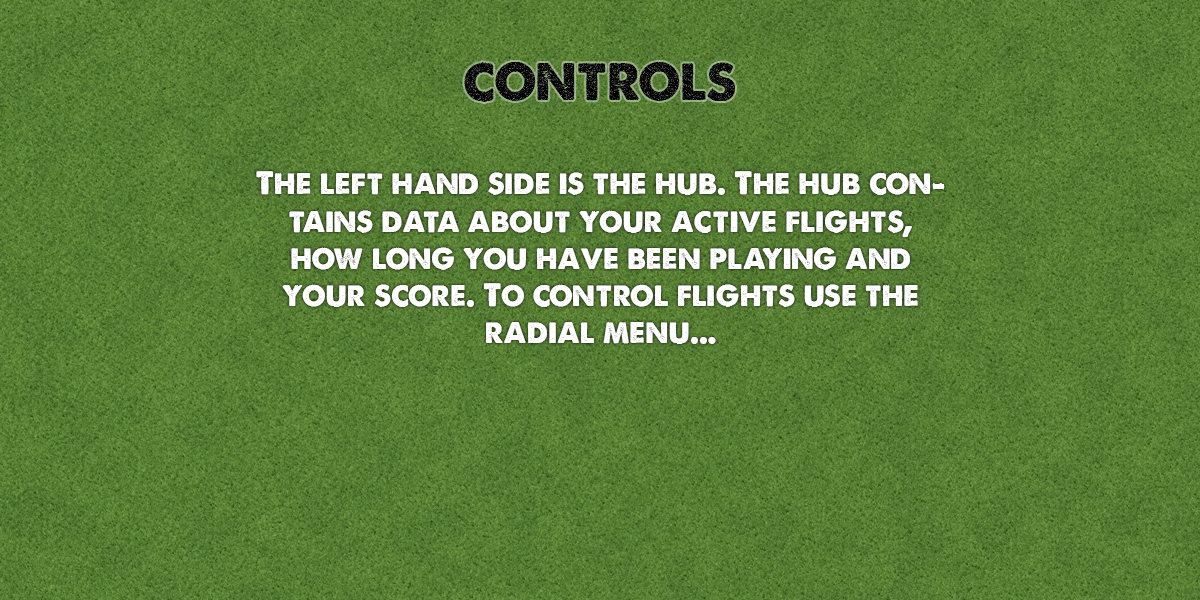 CONTROLS
The left hand side is the hub. The hub con-
tains data about your active flights,
how long you have been playing and
your score. To control flights use the
radial menu...